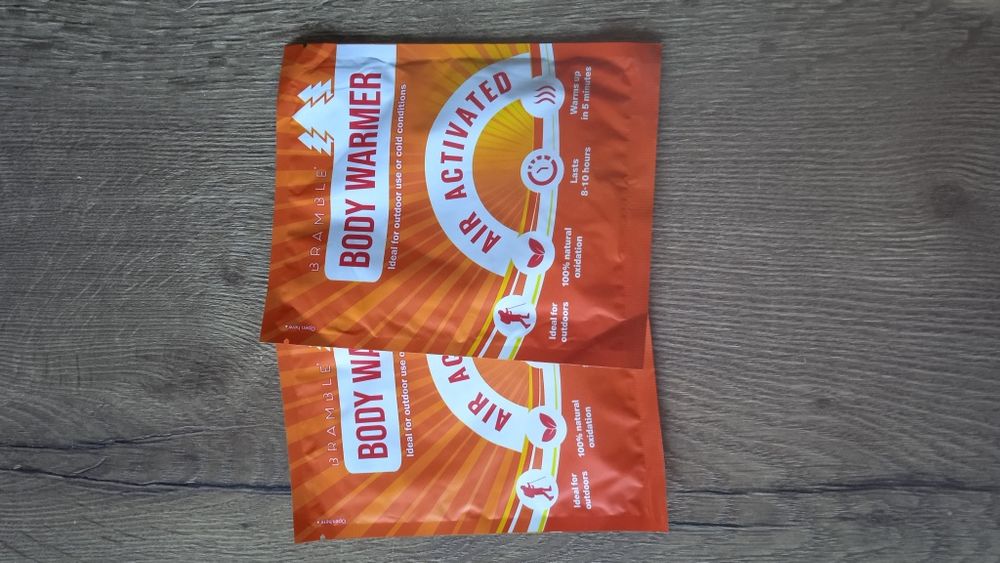 BRAMBLE
BODY WARMER
Ideal for outdoor use or cold conditions
AIR ACTIVATED
Open here
Ideal for
outdoors
100% natural
oxidation
Lasts
8-10 hours
Warms up
in 5 minutes
BRAMBLE
BODY WA
Ideal for outdoor use o
AIR AC
Open here
Ideal for
outdoors
100% natural
oxidation